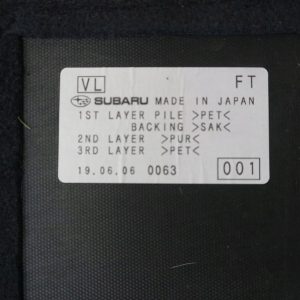 VL FT
SUBARU MADE IN JAPAN
1ST LAYER PILE >PET<
BACKING >SAK<
2ND LAYER >PUR<
3RD LAYER >PET<
19.06.06 0063 001